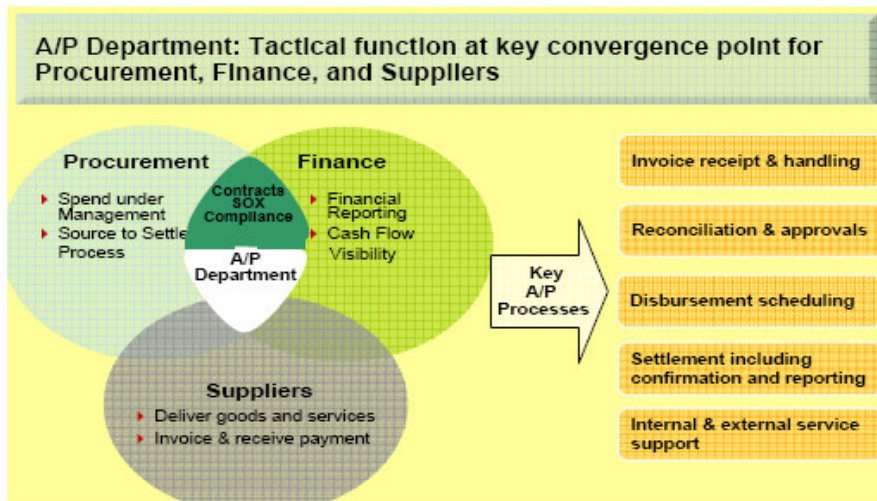 A/P Department: Tactical function at key convergence point for
Procurement, Finance, and Suppliers
Procurement
Spend under
Management
Source to Settle
Process
Contracts
SOX
Compliance
A/P
Department
Finance
Financial
Reporting
Cash Flow
Visibility
Suppliers
Deliver goods and services
Invoice & receive payment
Key
A/P
Processes
Invoice receipt & handling
Reconciliation & approvals
Disbursement scheduling
Settlement including
confirmation and reporting
Internal & external service
support